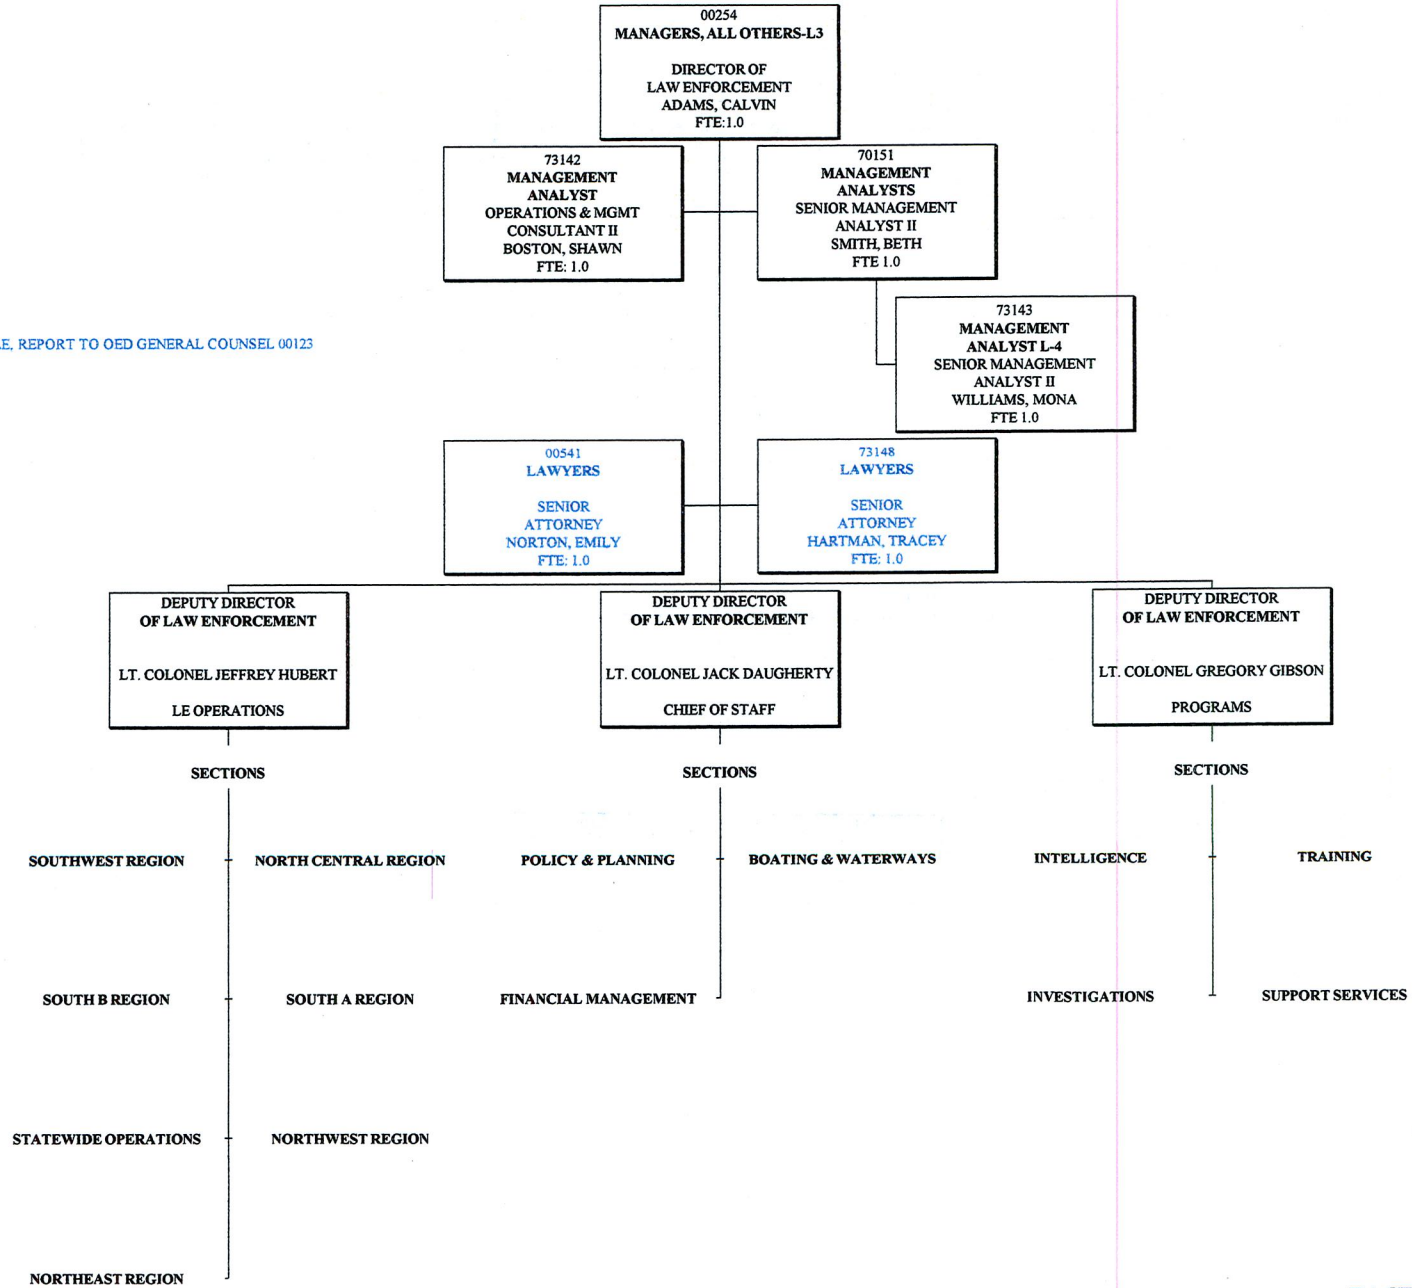 00254
MANAGERS, ALL OTHERS-L3
DIRECTOR OF
LAW ENFORCEMENT
ADAMS, CALVIN
FTE:1.0
73142
MANAGEMENT
ANALYST
OPERATIONS & MGMT
CONSULTANT II
BOSTON, SHAWN
FTE: 1.0
70151
MANAGEMENT
ANALYSTS
SENIOR MANAGEMENT
ANALYST II
SMITH, BETH
FTE 1.0
73143
MANAGEMENT
ANALYST L-4
SENIOR MANAGEMENT
ANALYST II
WILLIAMS, MONA
FTE 1.0
REPORT TO OED GENERAL COUNSEL 00123
00541
LAWYERS
SENIOR
ATTORNEY
NORTON, EMILY
FTE: 1.0
73148
LAWYERS
SENIOR
ATTORNEY
HARTMAN, TRACEY
FTE: 1.0
DEPUTY DIRECTOR
OF LAW ENFORCEMENT
LT. COLONEL JEFFREY HUBERT
LE OPERATIONS
DEPUTY DIRECTOR
OF LAW ENFORCEMENT
LT. COLONEL JACK DAUGHERTY
CHIEF OF STAFF
DEPUTY DIRECTOR
OF LAW ENFORCEMENT
LT. COLONEL GREGORY GIBSON
PROGRAMS
SECTIONS
SOUTHWEST REGION
NORTH CENTRAL REGION
SOUTH B REGION
SOUTH A REGION
STATEWIDE OPERATIONS
NORTHWEST REGION
NORTHEAST REGION
SECTIONS
POLICY & PLANNING
BOATING & WATERWAYS
FINANCIAL MANAGEMENT
SECTIONS
INTELLIGENCE
TRAINING
INVESTIGATIONS
SUPPORT SERVICES